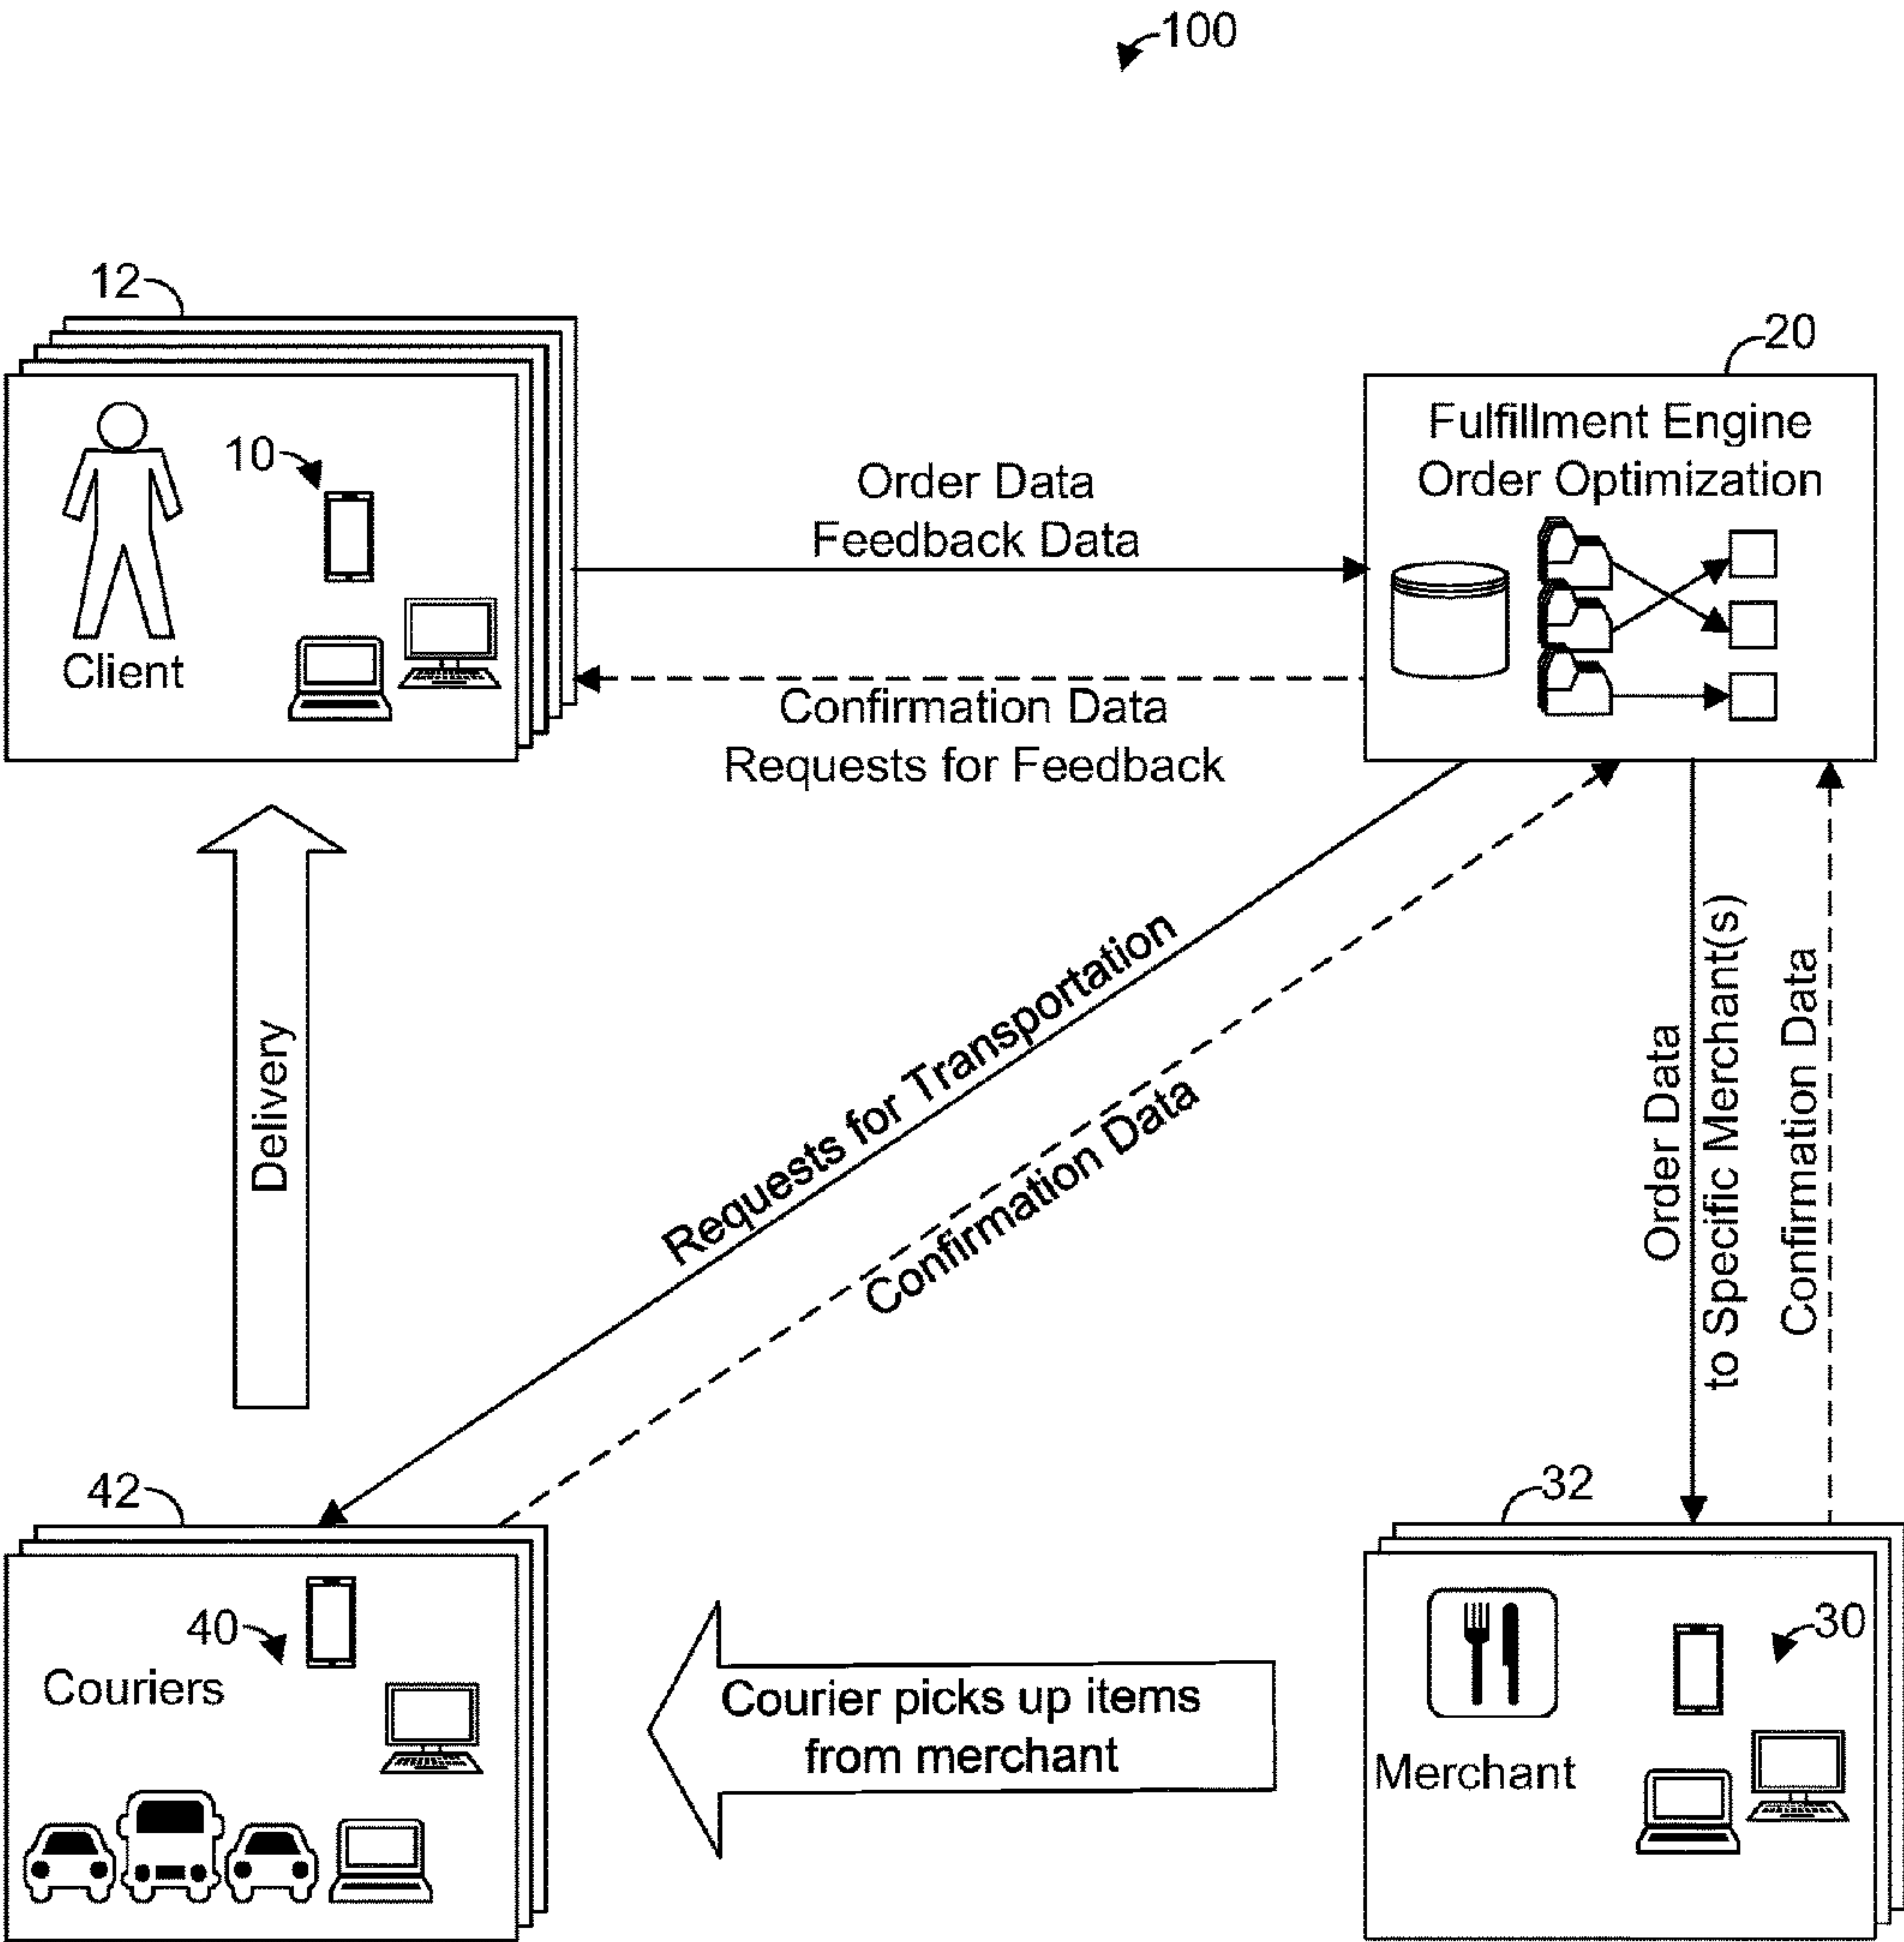 100
12
20
Fulfillment Engine
Order Optimization
10
Order Data
Feedback Data
Client
Confirmation Data
Requests for Feedback
Delivery
Requests for Transportation
Confirmation Data
Order Data
to Specific Merchant(s)
Confirmation Data
42
32
40
30
Couriers
Courier picks up items
from merchant
Merchant